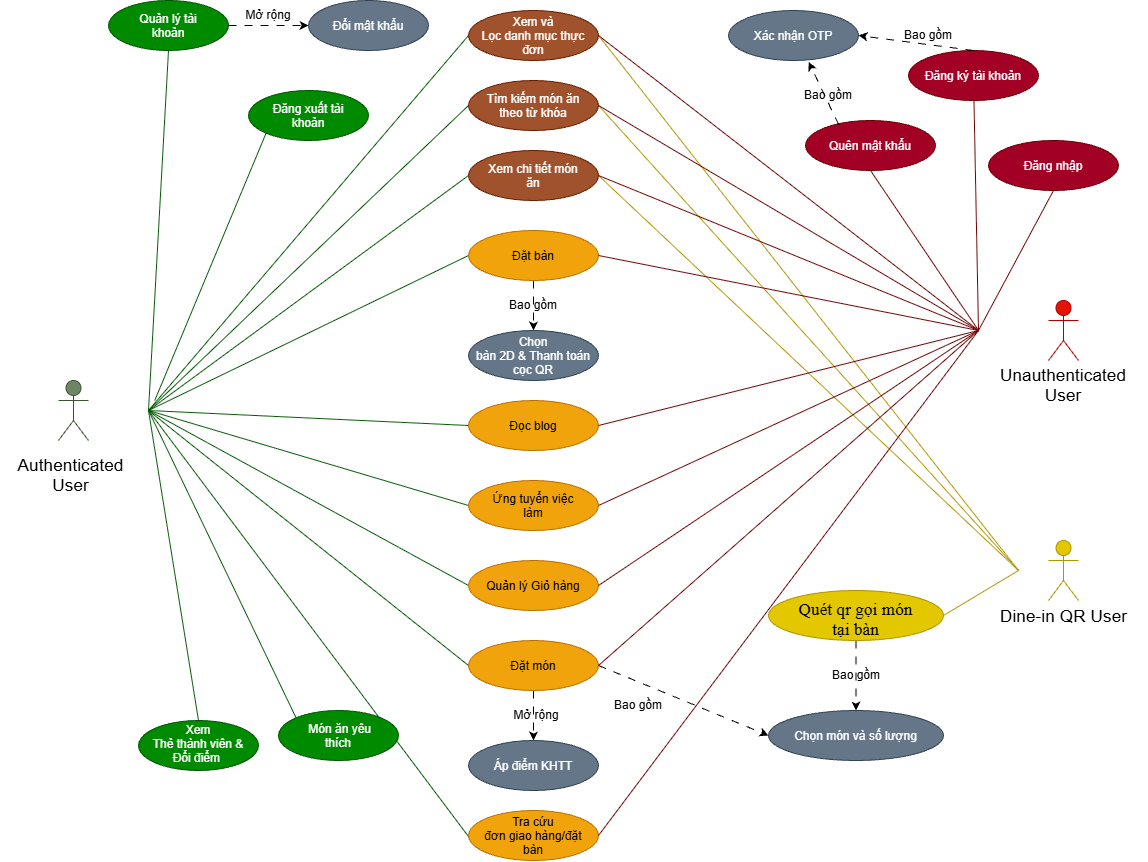 Quản lý tài
khoản
Mở rộng
Đổi mật khẩu
Xem và
Lọc danh mục thực
đơn
Xác nhận OTP
Bao gồm
Đăng ký tài khoản
Đăng xuất tài
khoản
Tìm kiếm món ăn
theo từ khóa
Bao gồm
Quên mật khẩu
Đăng nhập
Xem chi tiết món
ăn
Đặt bàn
Bao gồm
Chọn
bàn 2D & Thanh toán
cọc QR
Unauthenticated
User
Đọc blog
Authenticated
User
Ứng tuyển việc
làm
Quản lý Giỏ hàng
Quét qr gọi món
tại bàn
Dine-in QR User
Đặt món
Bao gồm
Bao gồm
Mở rộng
Xem
Thẻ thành viên &
Đổi điểm
Món ăn yêu
thích
Chọn món và số lượng
Áp điểm KHTT
Tra cứu
đơn giao hàng/đặt
bàn